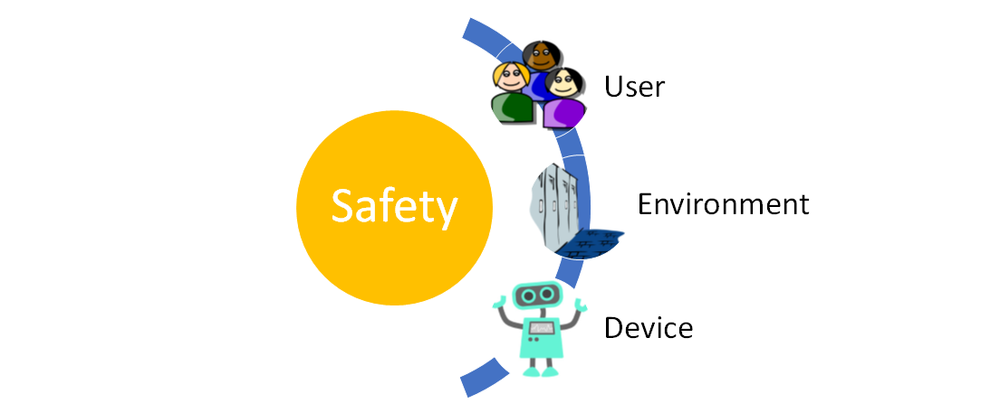 Safety
User
Environment
Device